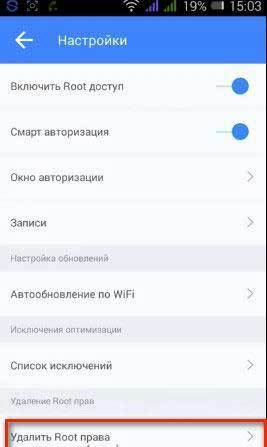 19% 15:03
Настройки
Включить Root доступ
Смарт авторизация
Окно авторизации
Записи
Настройка обновлений
Автообновление по WiFi
Исключения оптимизации
Список исключений
Удаление Root прав
Удалить Root права